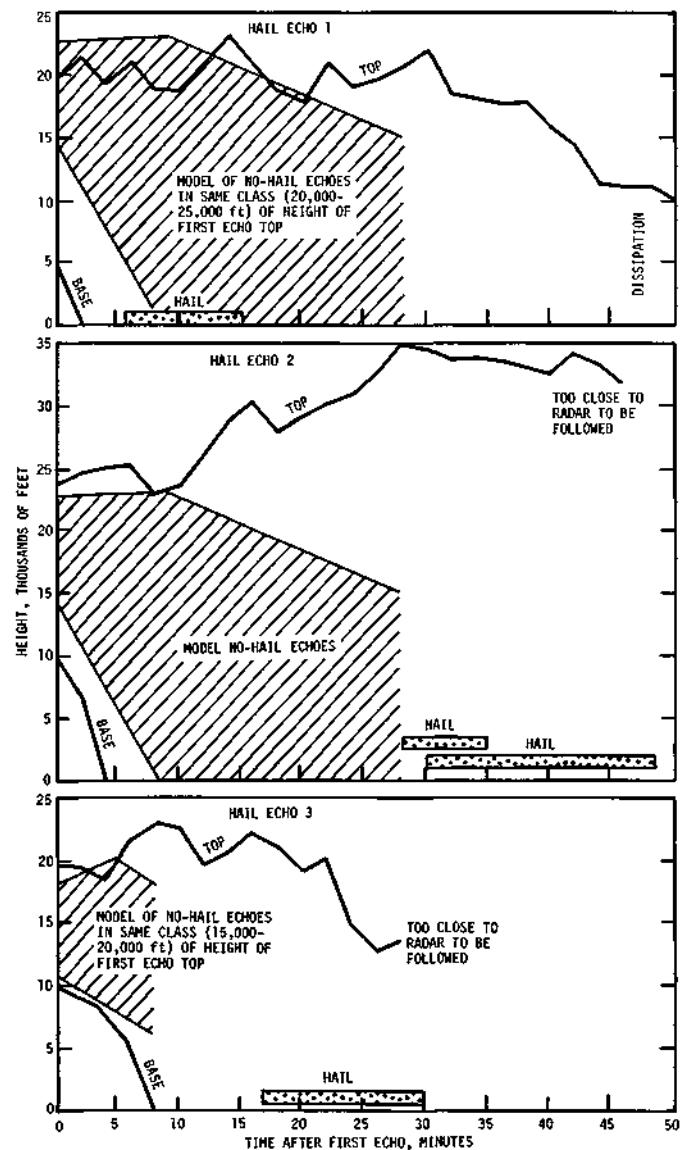 25
HAIL ECHO 1
20
TOP
15
MODEL OF NO-HAIL ECHOES
IN SAME CLASS (20,000-
25,000 ft) OF HEIGHT OF
FIRST ECHO TOP
10
DISSIPATION
5
BASE
HAIL
0
35
HAIL ECHO 2
30
TOP
TOO CLOSE TO
RADAR TO BE
FOLLOWED
25
20
15
HEIGHT, THOUSANDS OF FEET
MODEL NO-HAIL ECHOES
10
BASE
5
HAIL
HAIL
0
25
HAIL ECHO 3
20
TOP
15
MODEL OF NO-HAIL ECHOES
IN SAME CLASS (15,000-
20,000 ft) OF HEIGHT OF
FIRST ECHO TOP
TOO CLOSE TO
RADAR TO BE
FOLLOWED
10
5
BASE
HAIL
0
0 5 10 15 20 25 30 35 40 45 50
TIME AFTER FIRST ECHO, MINUTES